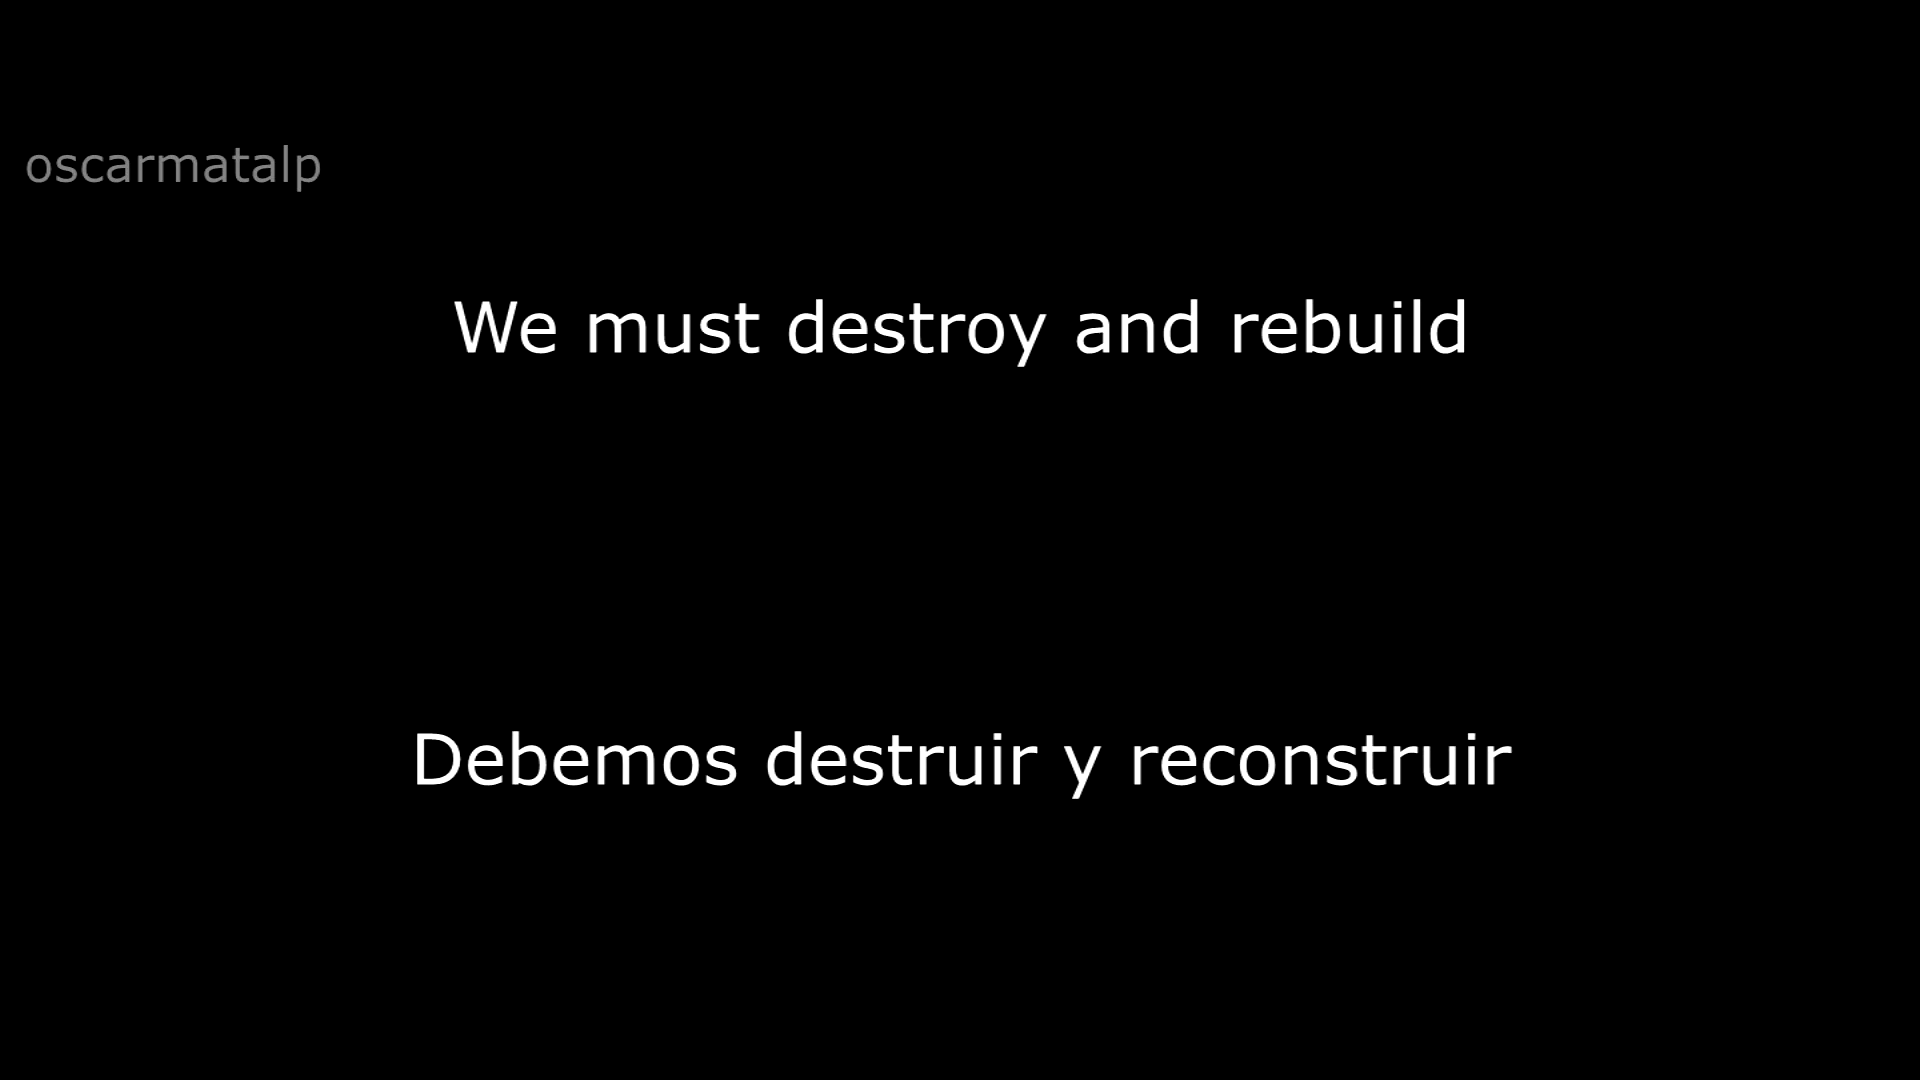 oscarmatalp
We must destroy and rebuild
Debemos destruir y reconstruir